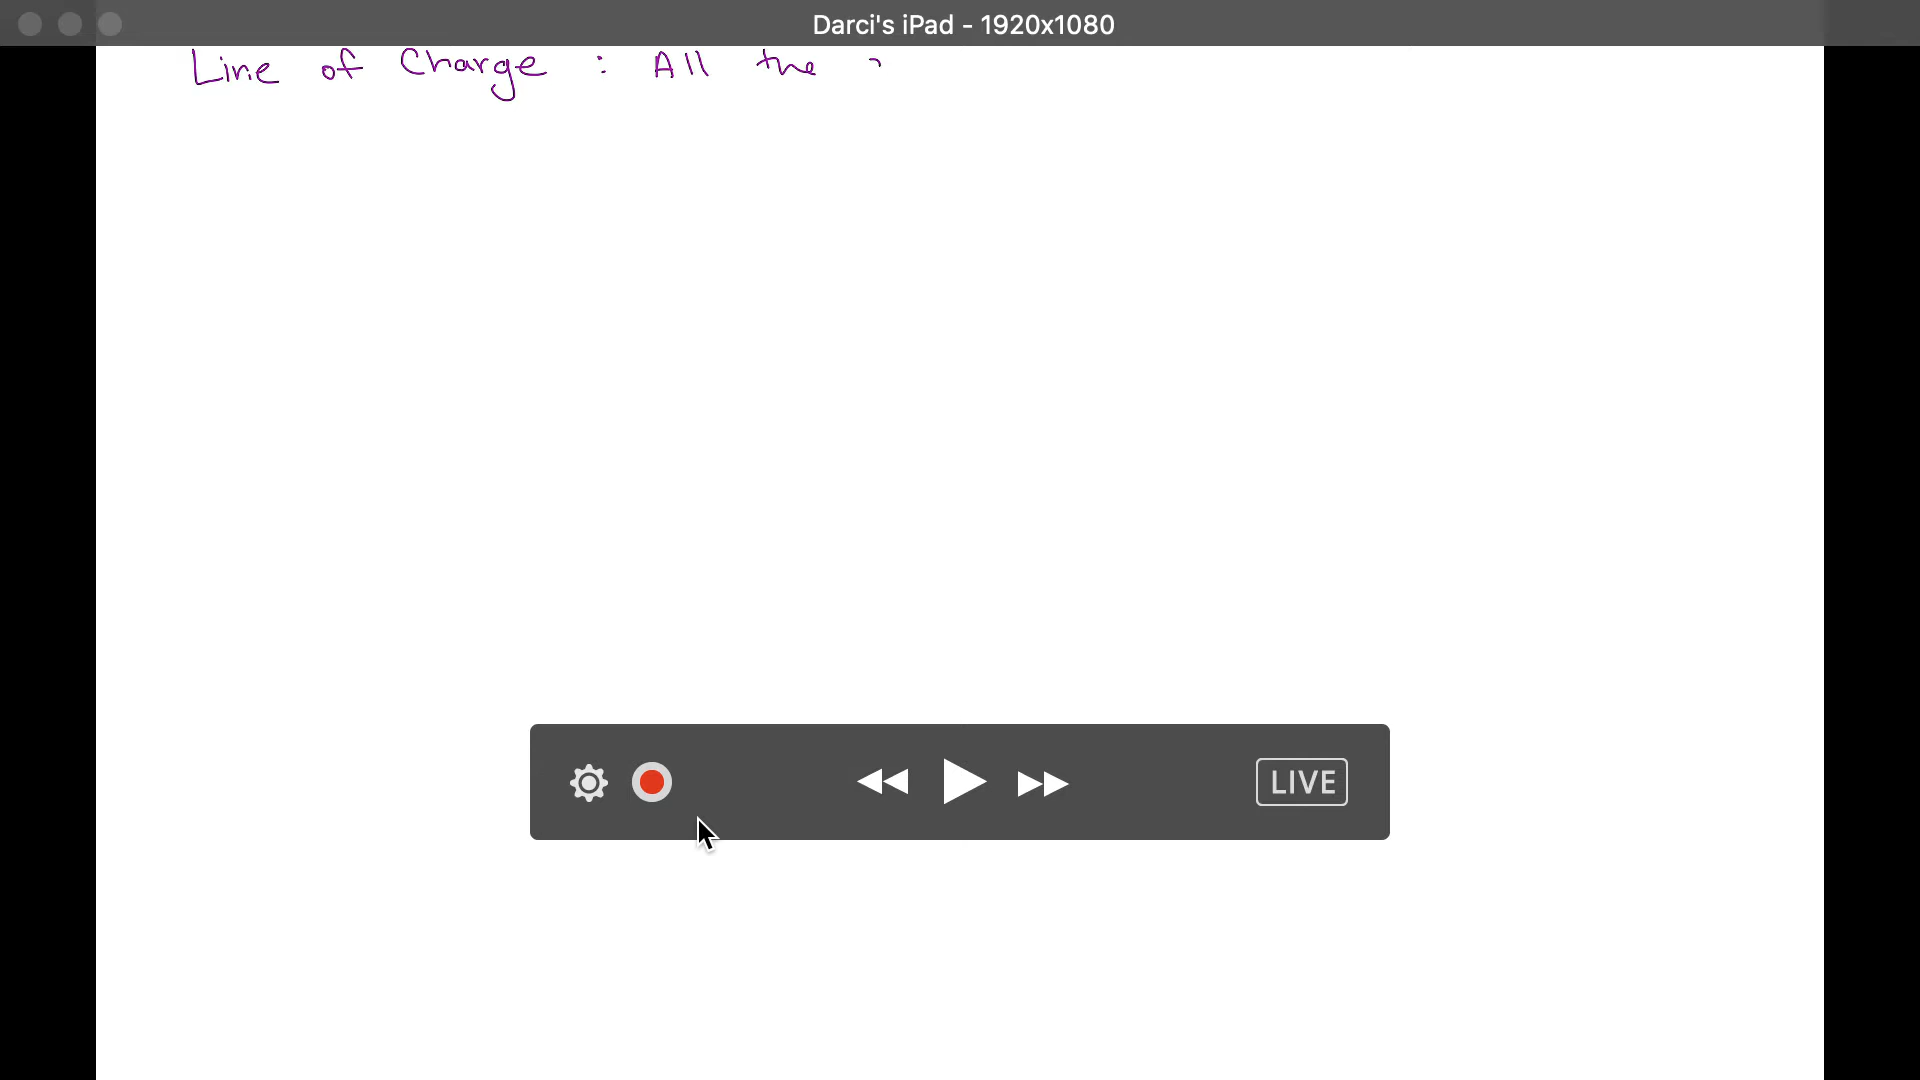 Darci's iPad - 1920x1080
Line of Charge : All the
LIVE